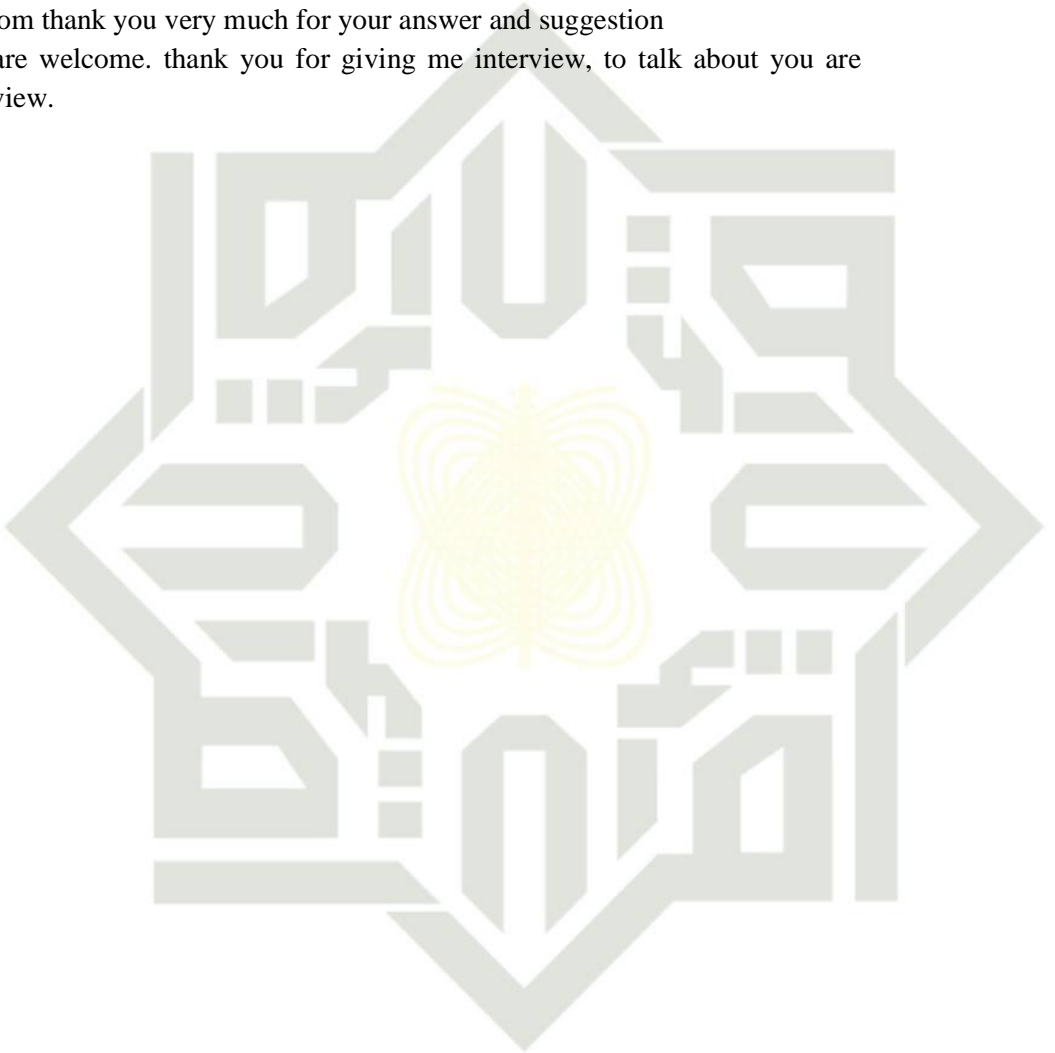 om thank you very much for your answer and suggestion
are welcome. thank you for giving me interview, to talk about you are
view.